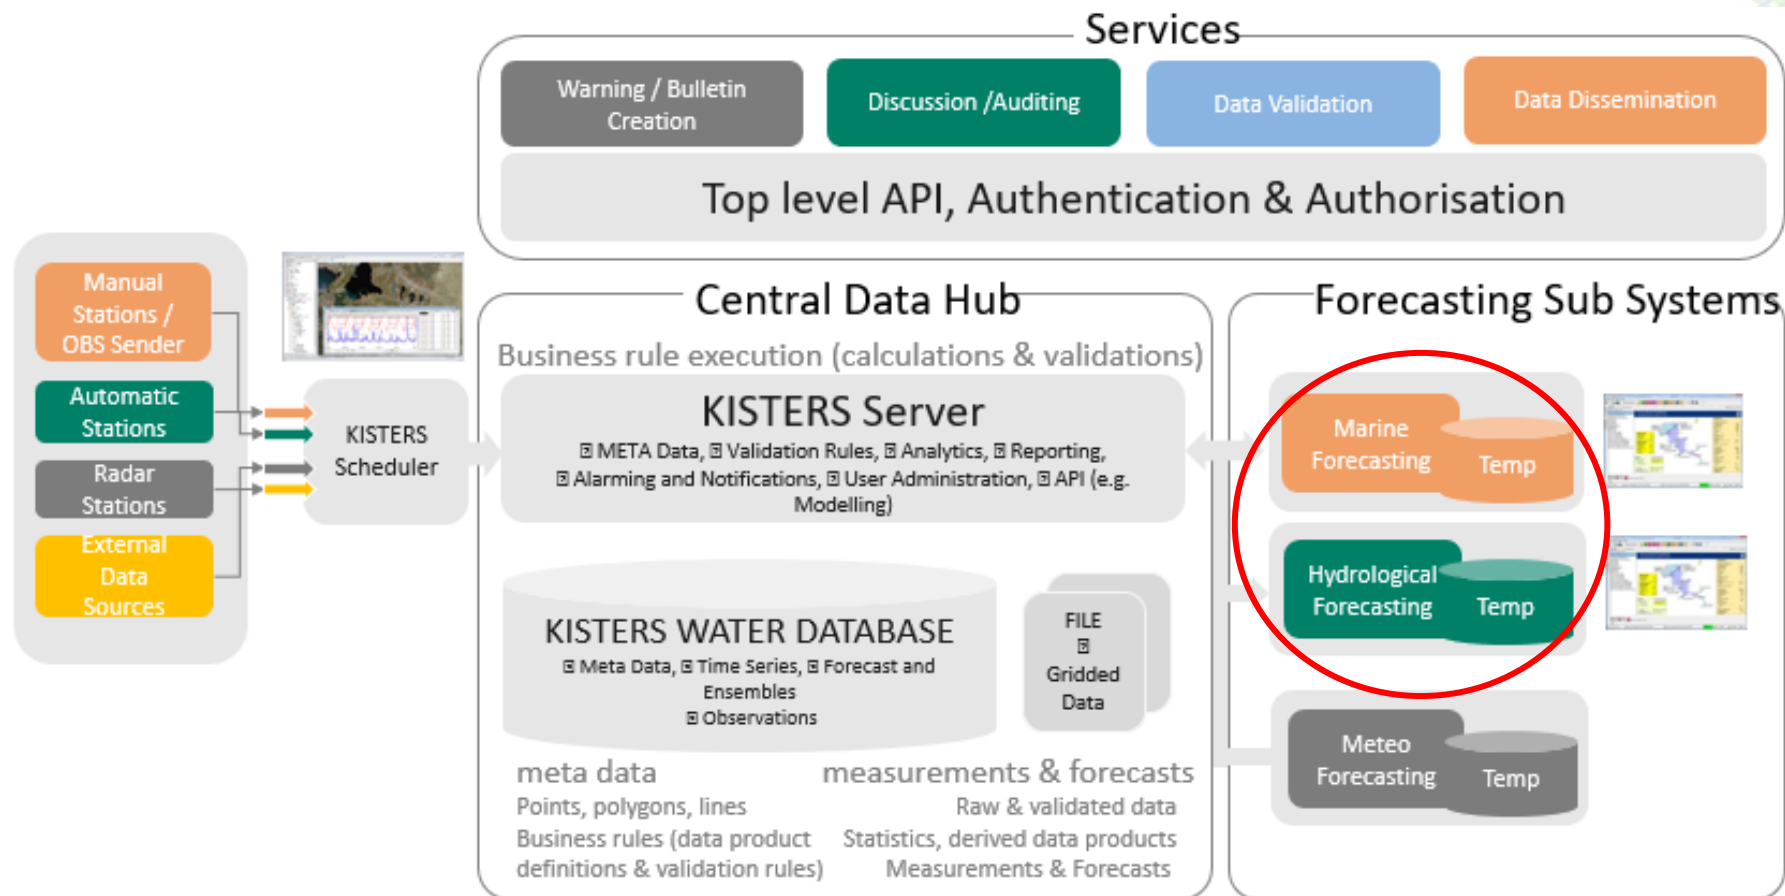 Services
Warning / Bulletin
Creation
Discussion /Auditing
Data Validation
Data Dissemination
Top level API, Authentication & Authorisation
Manual
Stations /
OBS Sender
Automatic
Stations
Radar
Stations
External
Data
Sources
KISTERS
Scheduler
Central Data Hub
Business rule execution (calculations & validations)
KISTERS Server
META Data, Validation Rules, Analytics, Reporting,
Alarming and Notifications, User Administration, API (e.g.
Modelling)
KISTERS WATER DATABASE
Meta Data, Time Series, Forecast and
Ensembles
Observations
FILE
Gridded
Data
meta data
Points, polygons, lines
Business rules (data product
definitions & validation rules)
measurements & forecasts
Raw & validated data
Statistics, derived data products
Measurements & Forecasts
Forecasting Sub Systems
Marine
Forecasting
Temp
Hydrological
Forecasting
Temp
Meteo
Forecasting
Temp